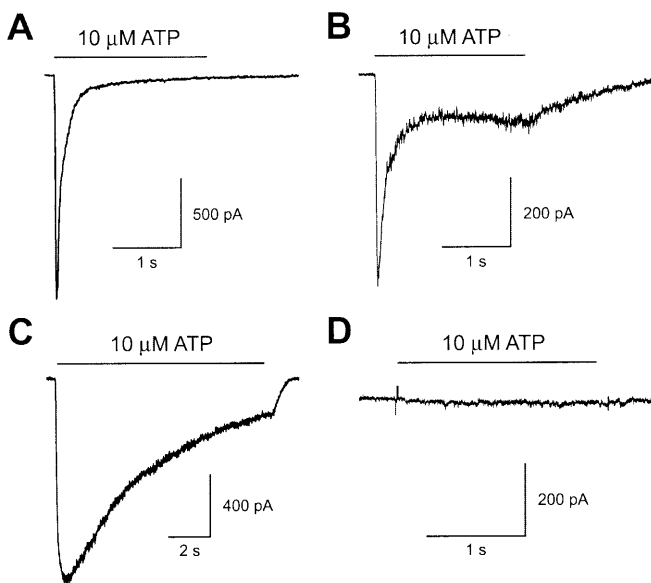 A
10 μM ATP
500 pA
1 s
B
10 μM ATP
200 pA
1 s
C
10 μM ATP
400 pA
2 s
D
10 μM ATP
200 pA
1 s